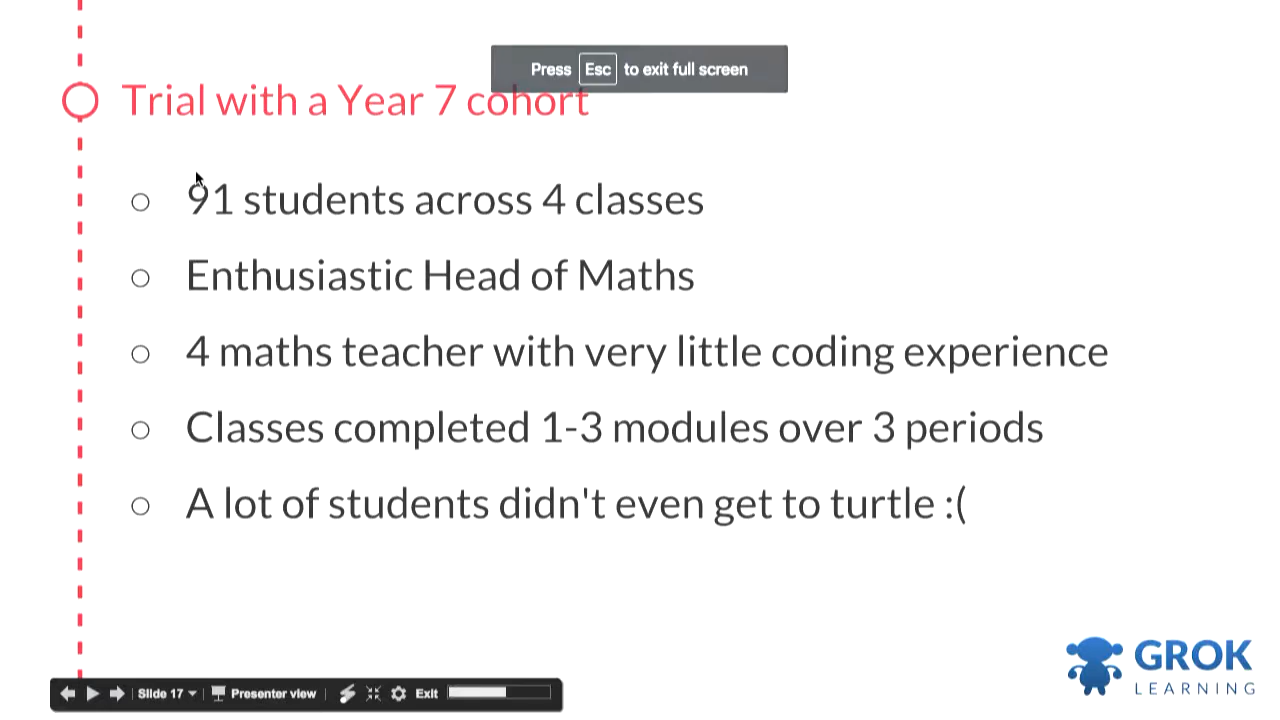 Press Esc to exit full screen
Trial with a Year 7 cohort
91 students across 4 classes
Enthusiastic Head of Maths
4 maths teacher with very little coding experience
Classes completed 1-3 modules over 3 periods
A lot of students didn't even get to turtle :(
GROK
LEARNING
Slide 17 Presenter view Exit